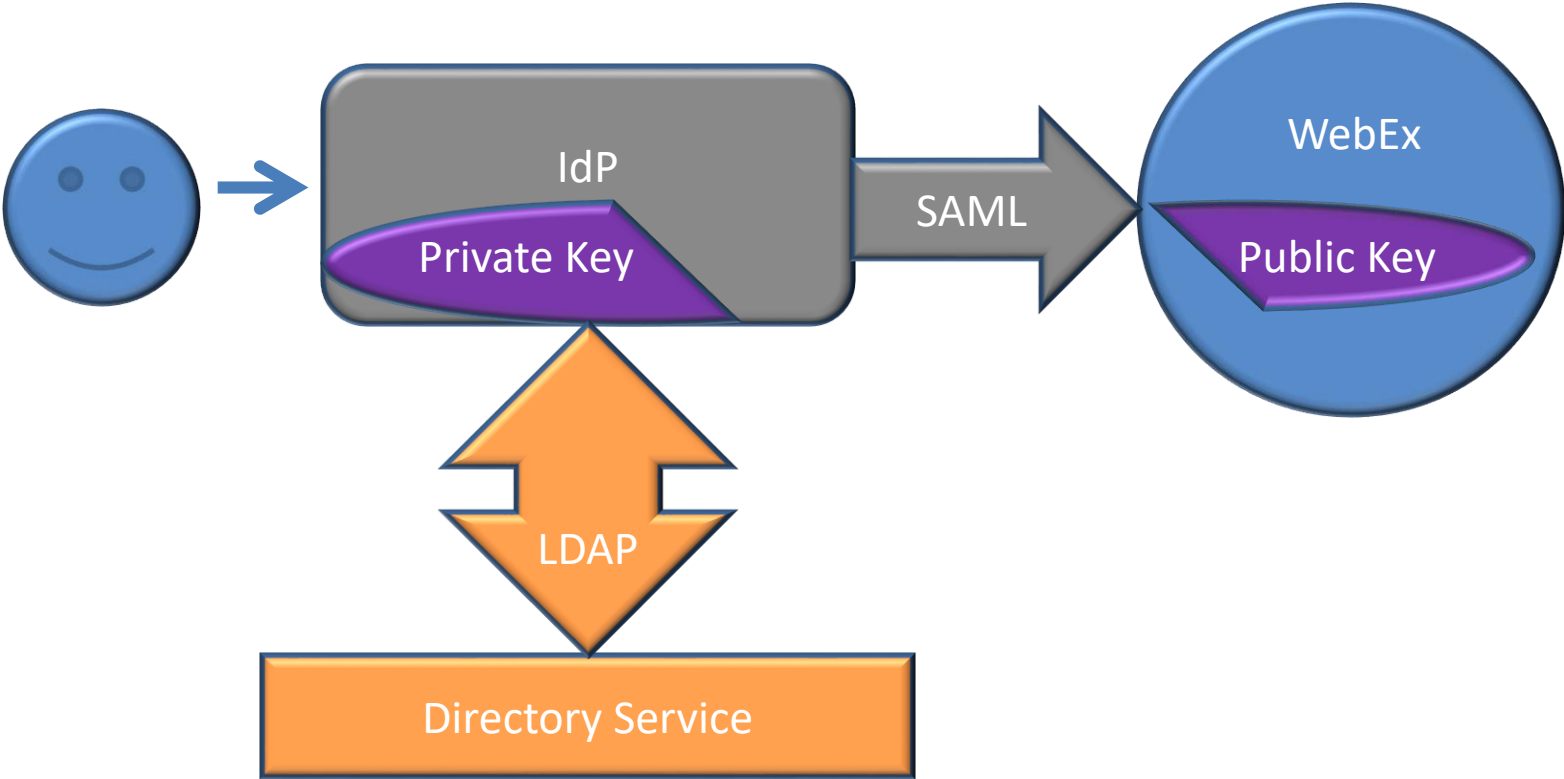 IdP
Private Key
SAML
WebEx
Public Key
LDAP
Directory Service